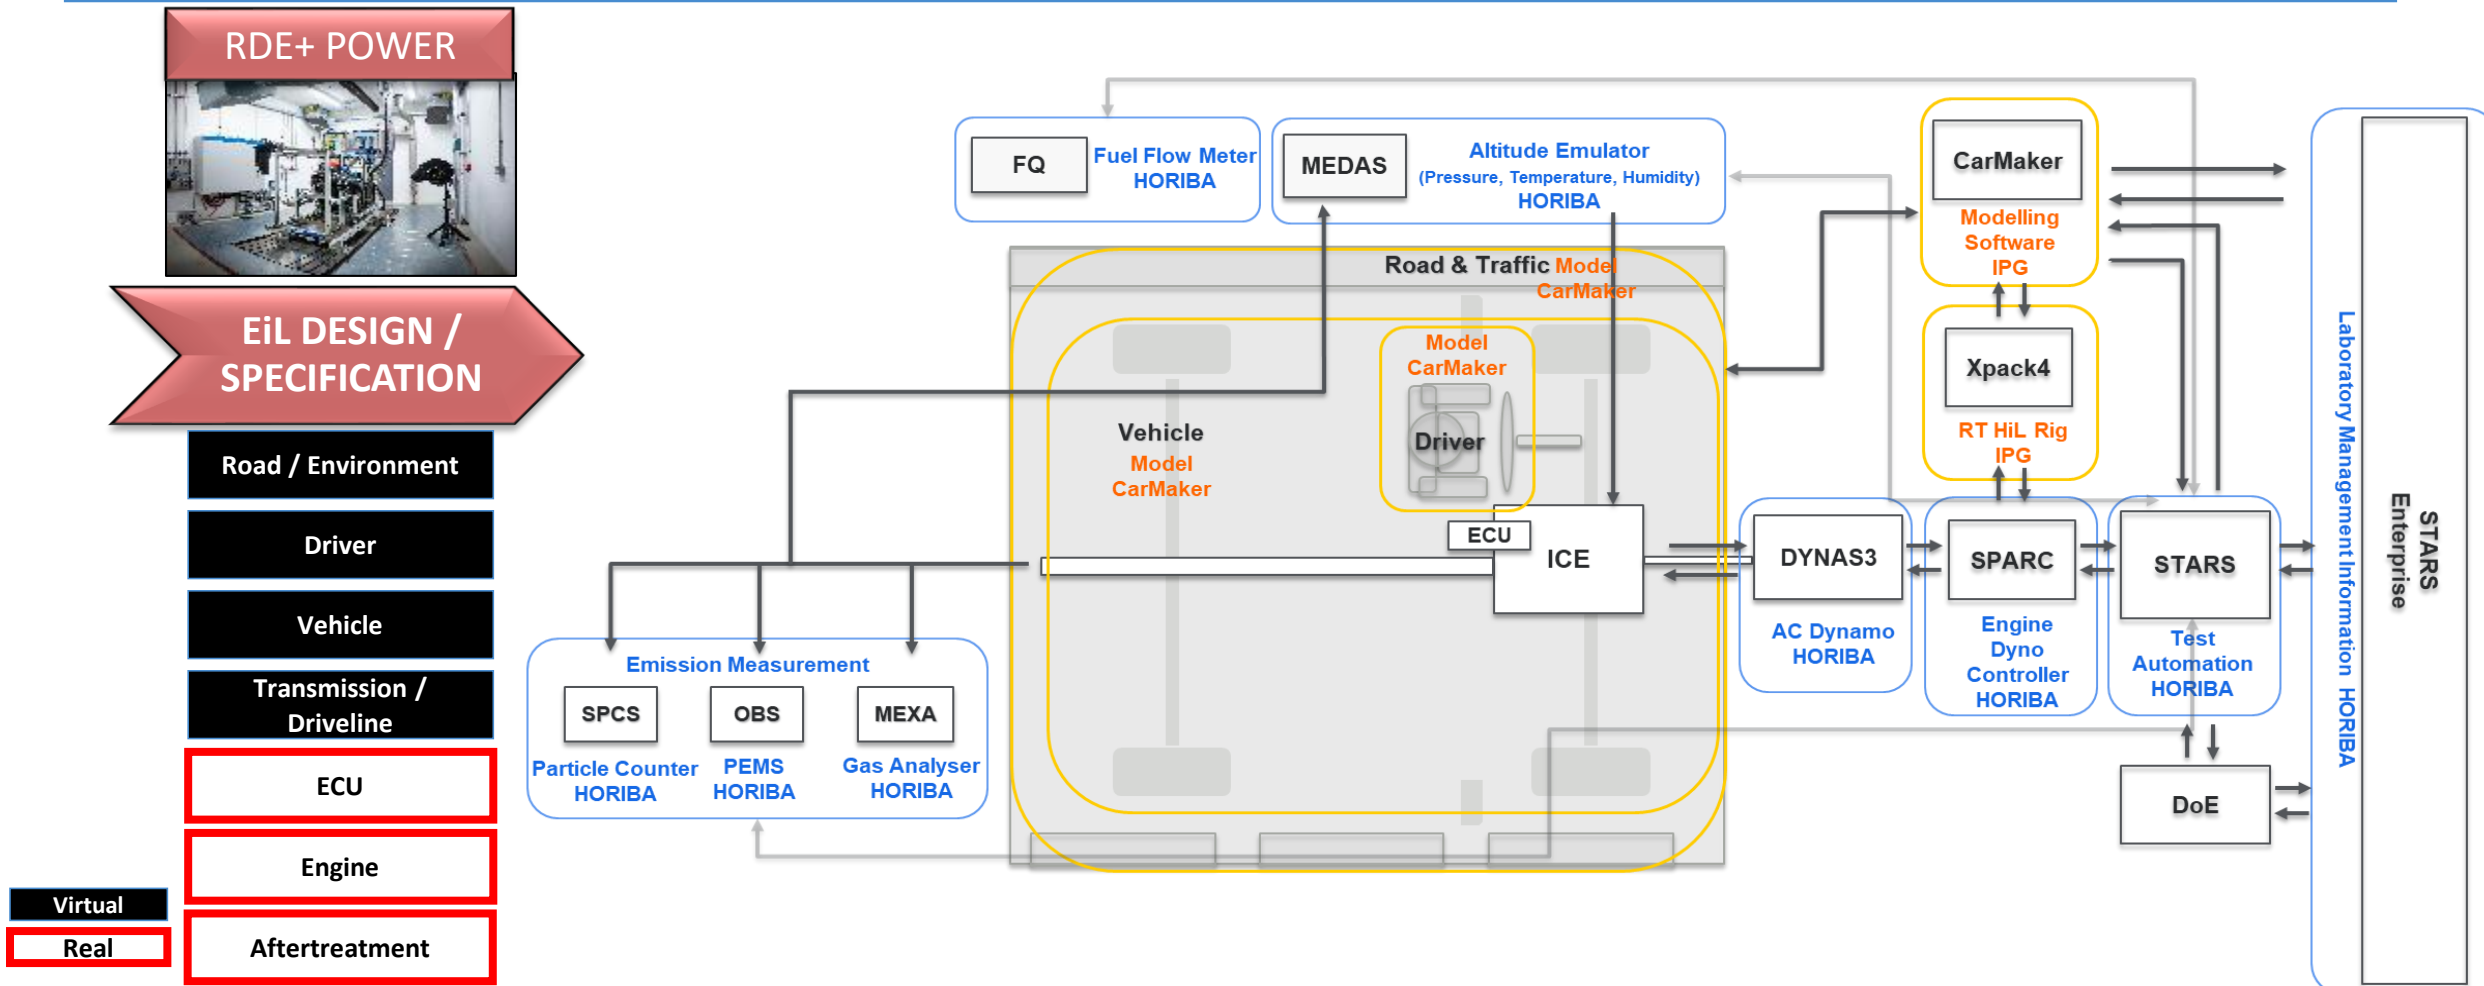 RDE+ POWER
EiL DESIGN /
SPECIFICATION
Road / Environment
Driver
Vehicle
Transmission /
Driveline
ECU
Engine
Aftertreatment
Virtual
Real
FQ
Fuel Flow Meter
HORIBA
MEDAS
Altitude Emulator
(Pressure, Temperature, Humidity)
HORIBA
Road & Traffic Model
CarMaker
Model
CarMaker
Driver
Vehicle
Model
CarMaker
ECU
ICE
Emission Measurement
SPCS
OBS
MEXA
Particle Counter
HORIBA
PEMS
HORIBA
Gas Analyser
HORIBA
DYNAS3
AC Dynamo
HORIBA
CarMaker
Modelling
Software
IPG
Xpack4
RT HiL Rig
IPG
SPARC
Engine
Dyno
Controller
HORIBA
STARS
Test
Automation
HORIBA
DoE
Laboratory Management Information HORIBA
STARS
Enterprise